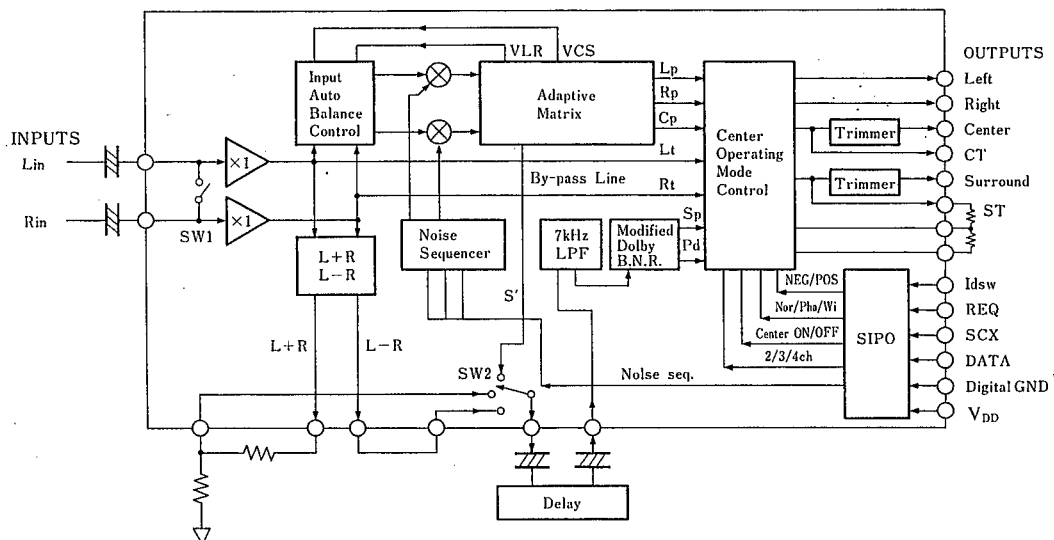 VLR
VCS
OUTPUTS
Input
Auto
Balance
Control
Adaptive
Matrix
Lp
Rp
Cp
Center
Operating
Mode
Control
Left
Right
Trimmer
Center
CT
Trimmer
Surround
ST
INPUTS
Lin
Rin
×1
×1
SW1
Lt
By-pass Line
Rt
L+R
L−R
Noise
Sequencer
7kHz
LPF
Modified
Dolby
B.N.R.
Sp
Pd
S'
NEG/POS
Nor/Pha/Wi
Center ON/OFF
2/3/4ch
Noise seq.
SIPO
Idsw
REQ
SCX
DATA
Digital GND
VDD
L+R
L−R
SW2
Delay